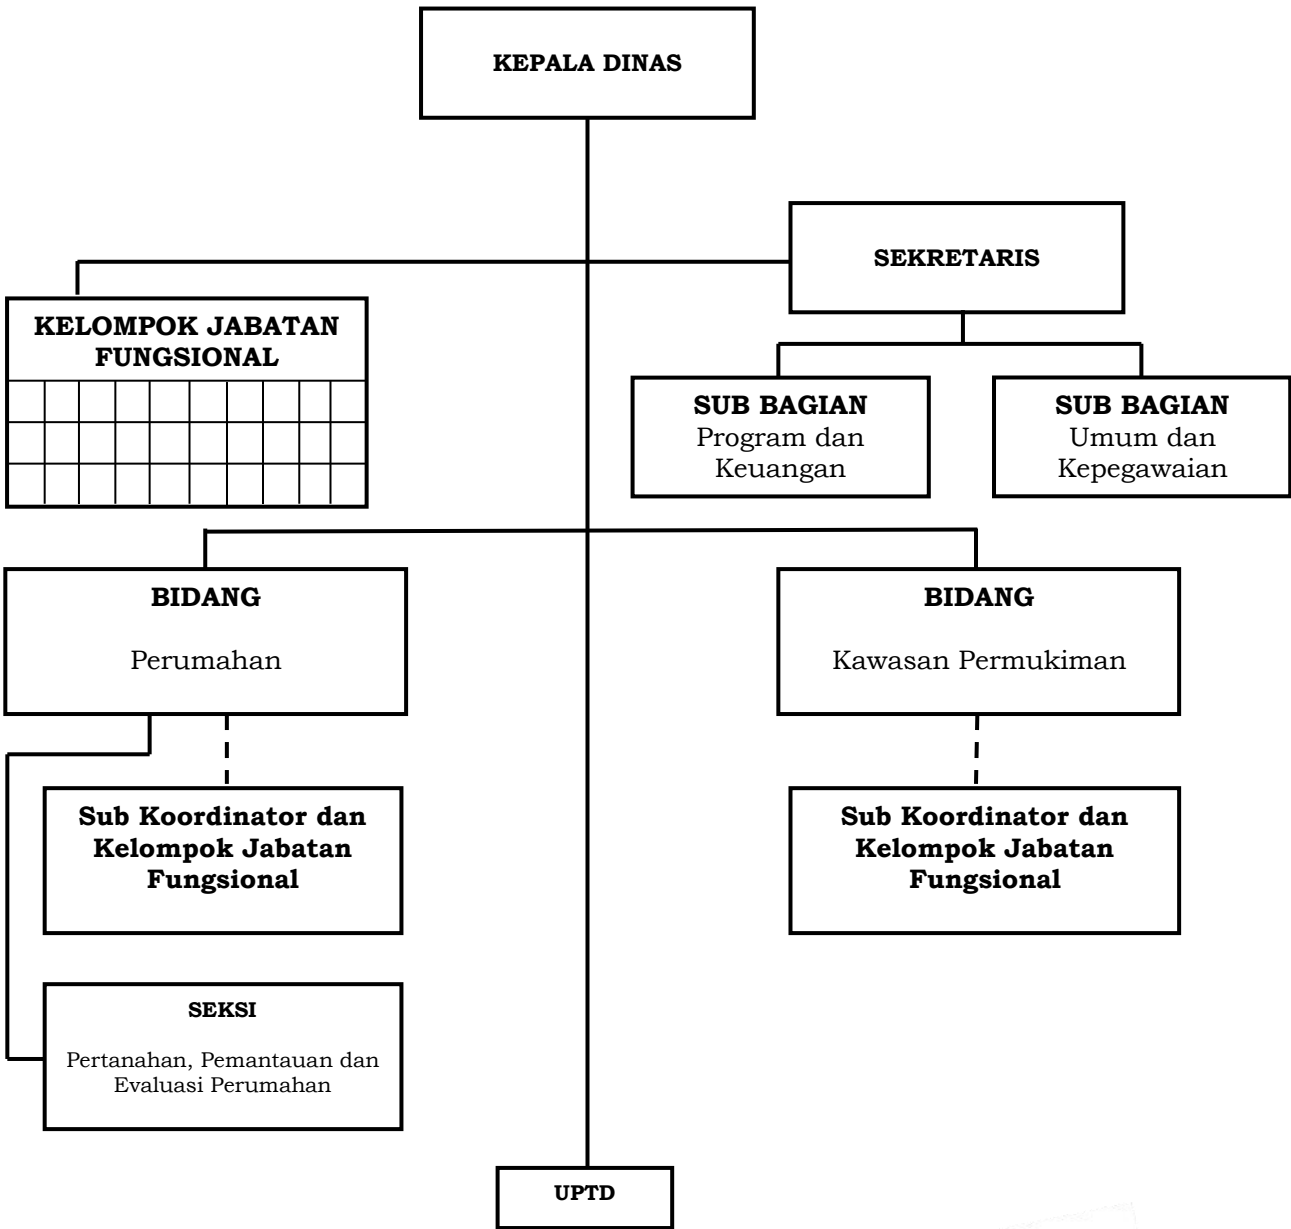 KEPALA DINAS
SEKRETARIS
KELOMPOK JABATAN
FUNGSIONAL
SUB BAGIAN
Program dan
Keuangan
SUB BAGIAN
Umum dan
Kepegawaian
BIDANG
Perumahan
BIDANG
Kawasan Permukiman
Sub Koordinator dan
Kelompok Jabatan
Fungsional
Sub Koordinator dan
Kelompok Jabatan
Fungsional
SEKSI
Pertanahan, Pemantauan dan
Evaluasi Perumahan
UPTD